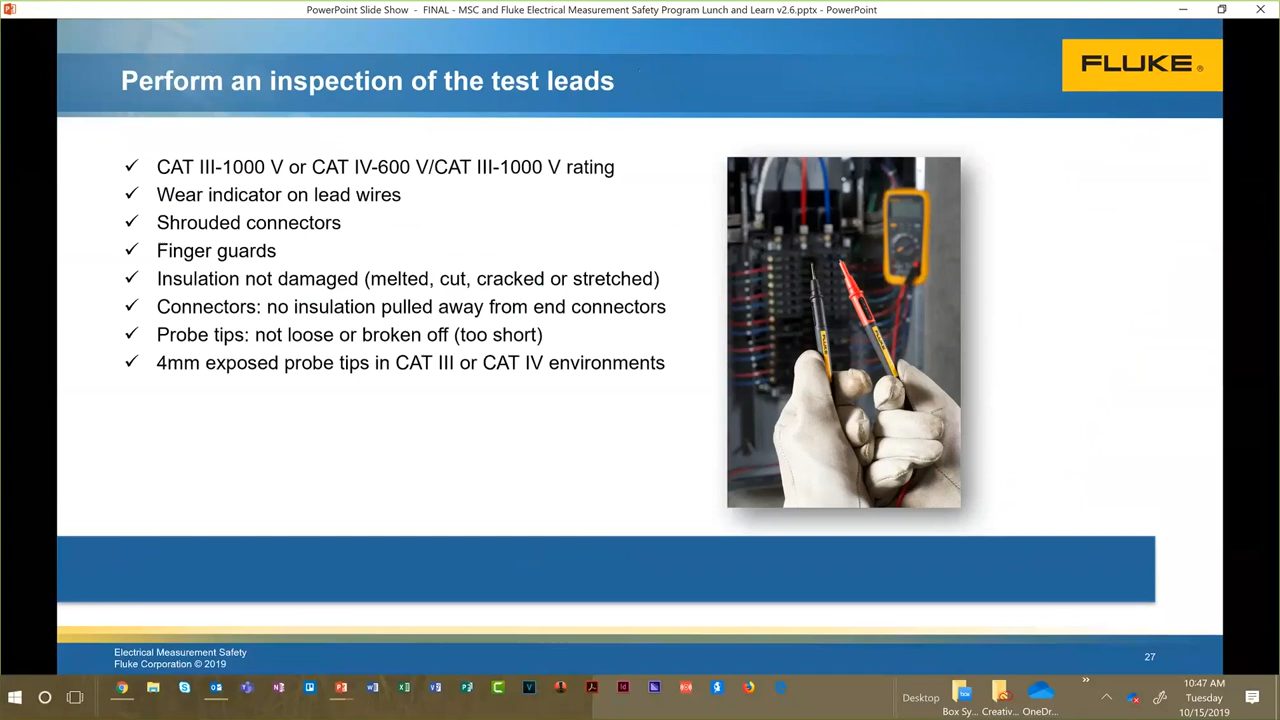 PowerPoint Slide Show - FINAL - MSC and Fluke Electrical Measurement Safety Program Lunch and Learn v2.6.pptx - PowerPoint
Perform an inspection of the test leads
FLUKE®
✓ CAT III-1000 V or CAT IV-600 V/CAT III-1000 V rating
✓ Wear indicator on lead wires
✓ Shrouded connectors
✓ Finger guards
✓ Insulation not damaged (melted, cut, cracked or stretched)
✓ Connectors: no insulation pulled away from end connectors
✓ Probe tips: not loose or broken off (too short)
✓ 4mm exposed probe tips in CAT III or CAT IV environments
Electrical Measurement Safety
Fluke Corporation © 2019
27
Desktop
Box Sy...
Creativ...
OneDr...
10:47 AM
Tuesday
10/15/2019